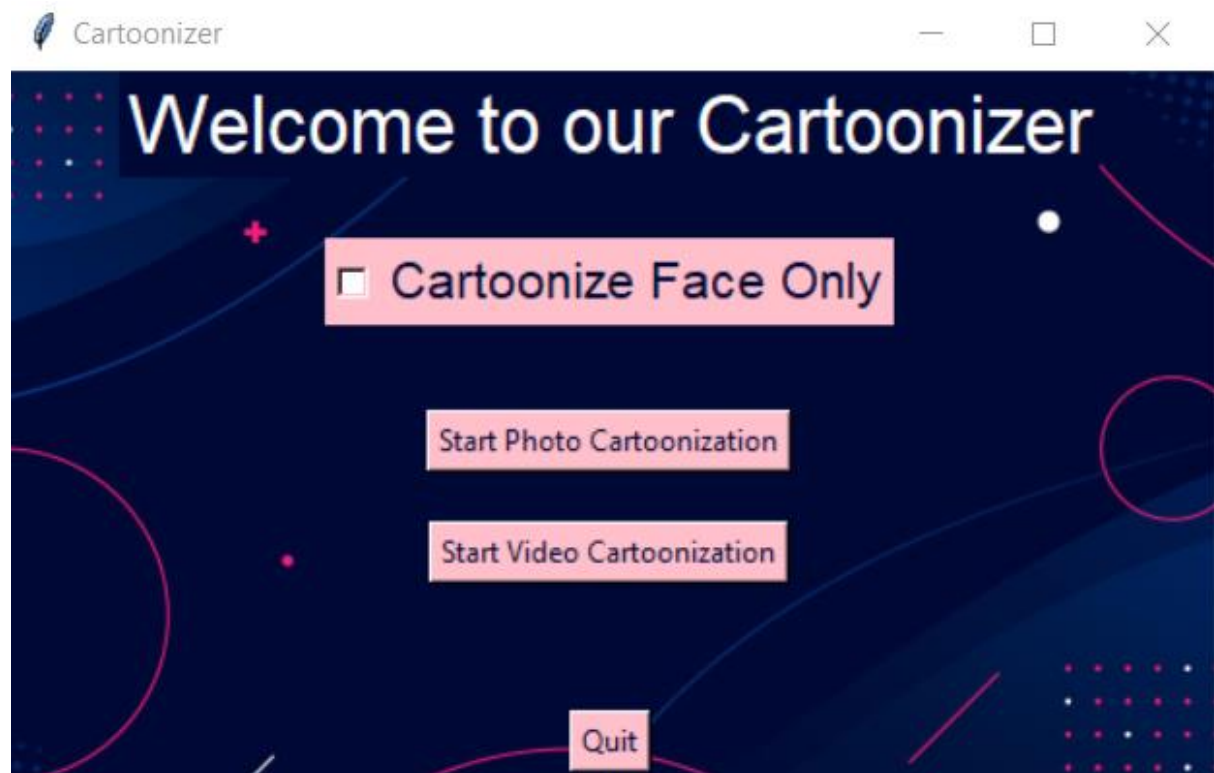 Cartoonizer
Welcome to our Cartoonizer
Cartoonize Face Only
Start Photo Cartoonization
Start Video Cartoonization
Quit